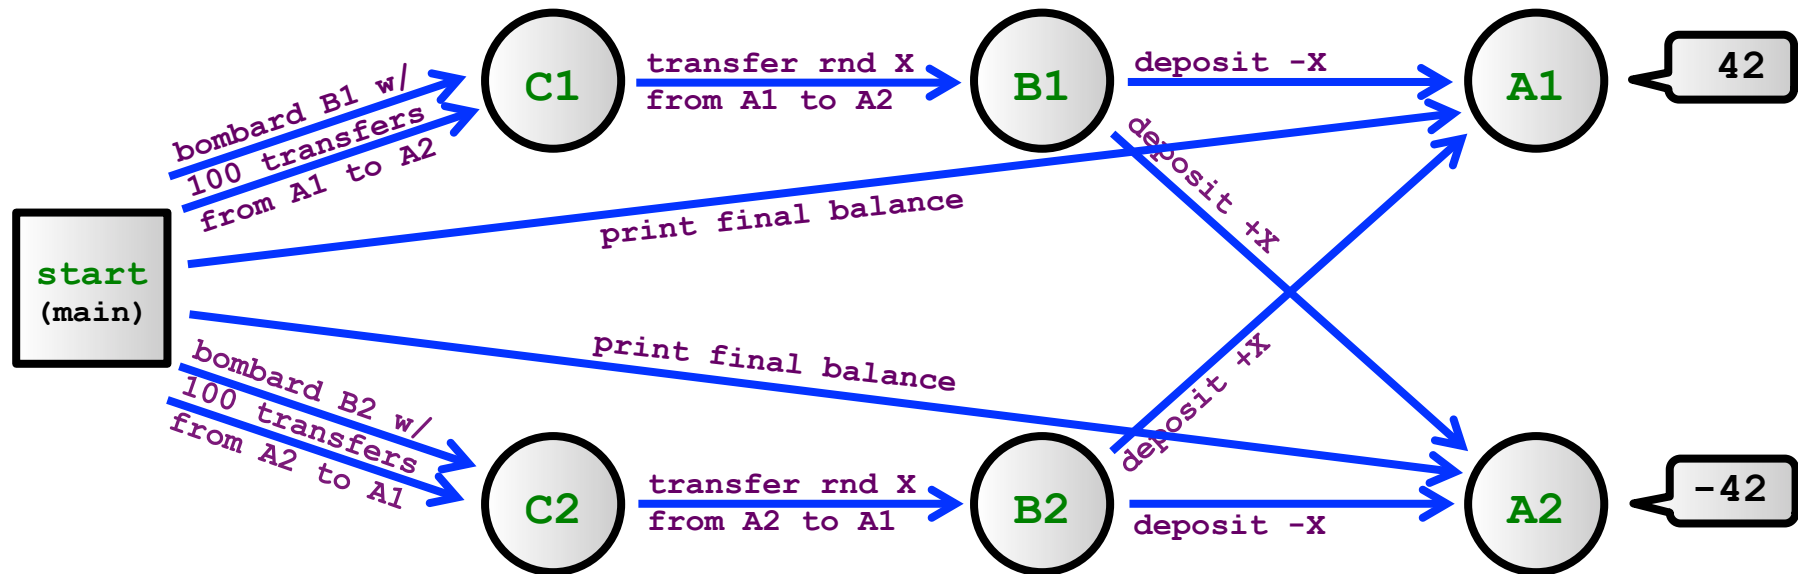 bombard B1 w/
100 transfers
from A1 to A2
C1
transfer rnd X
from A1 to A2
B1
deposit -X
A1
42
deposit +X
print final balance
start
(main)
print final balance
deposit +X
bombard B2 w/
100 transfers
from A2 to A1
C2
transfer rnd X
from A2 to A1
B2
deposit -X
A2
-42